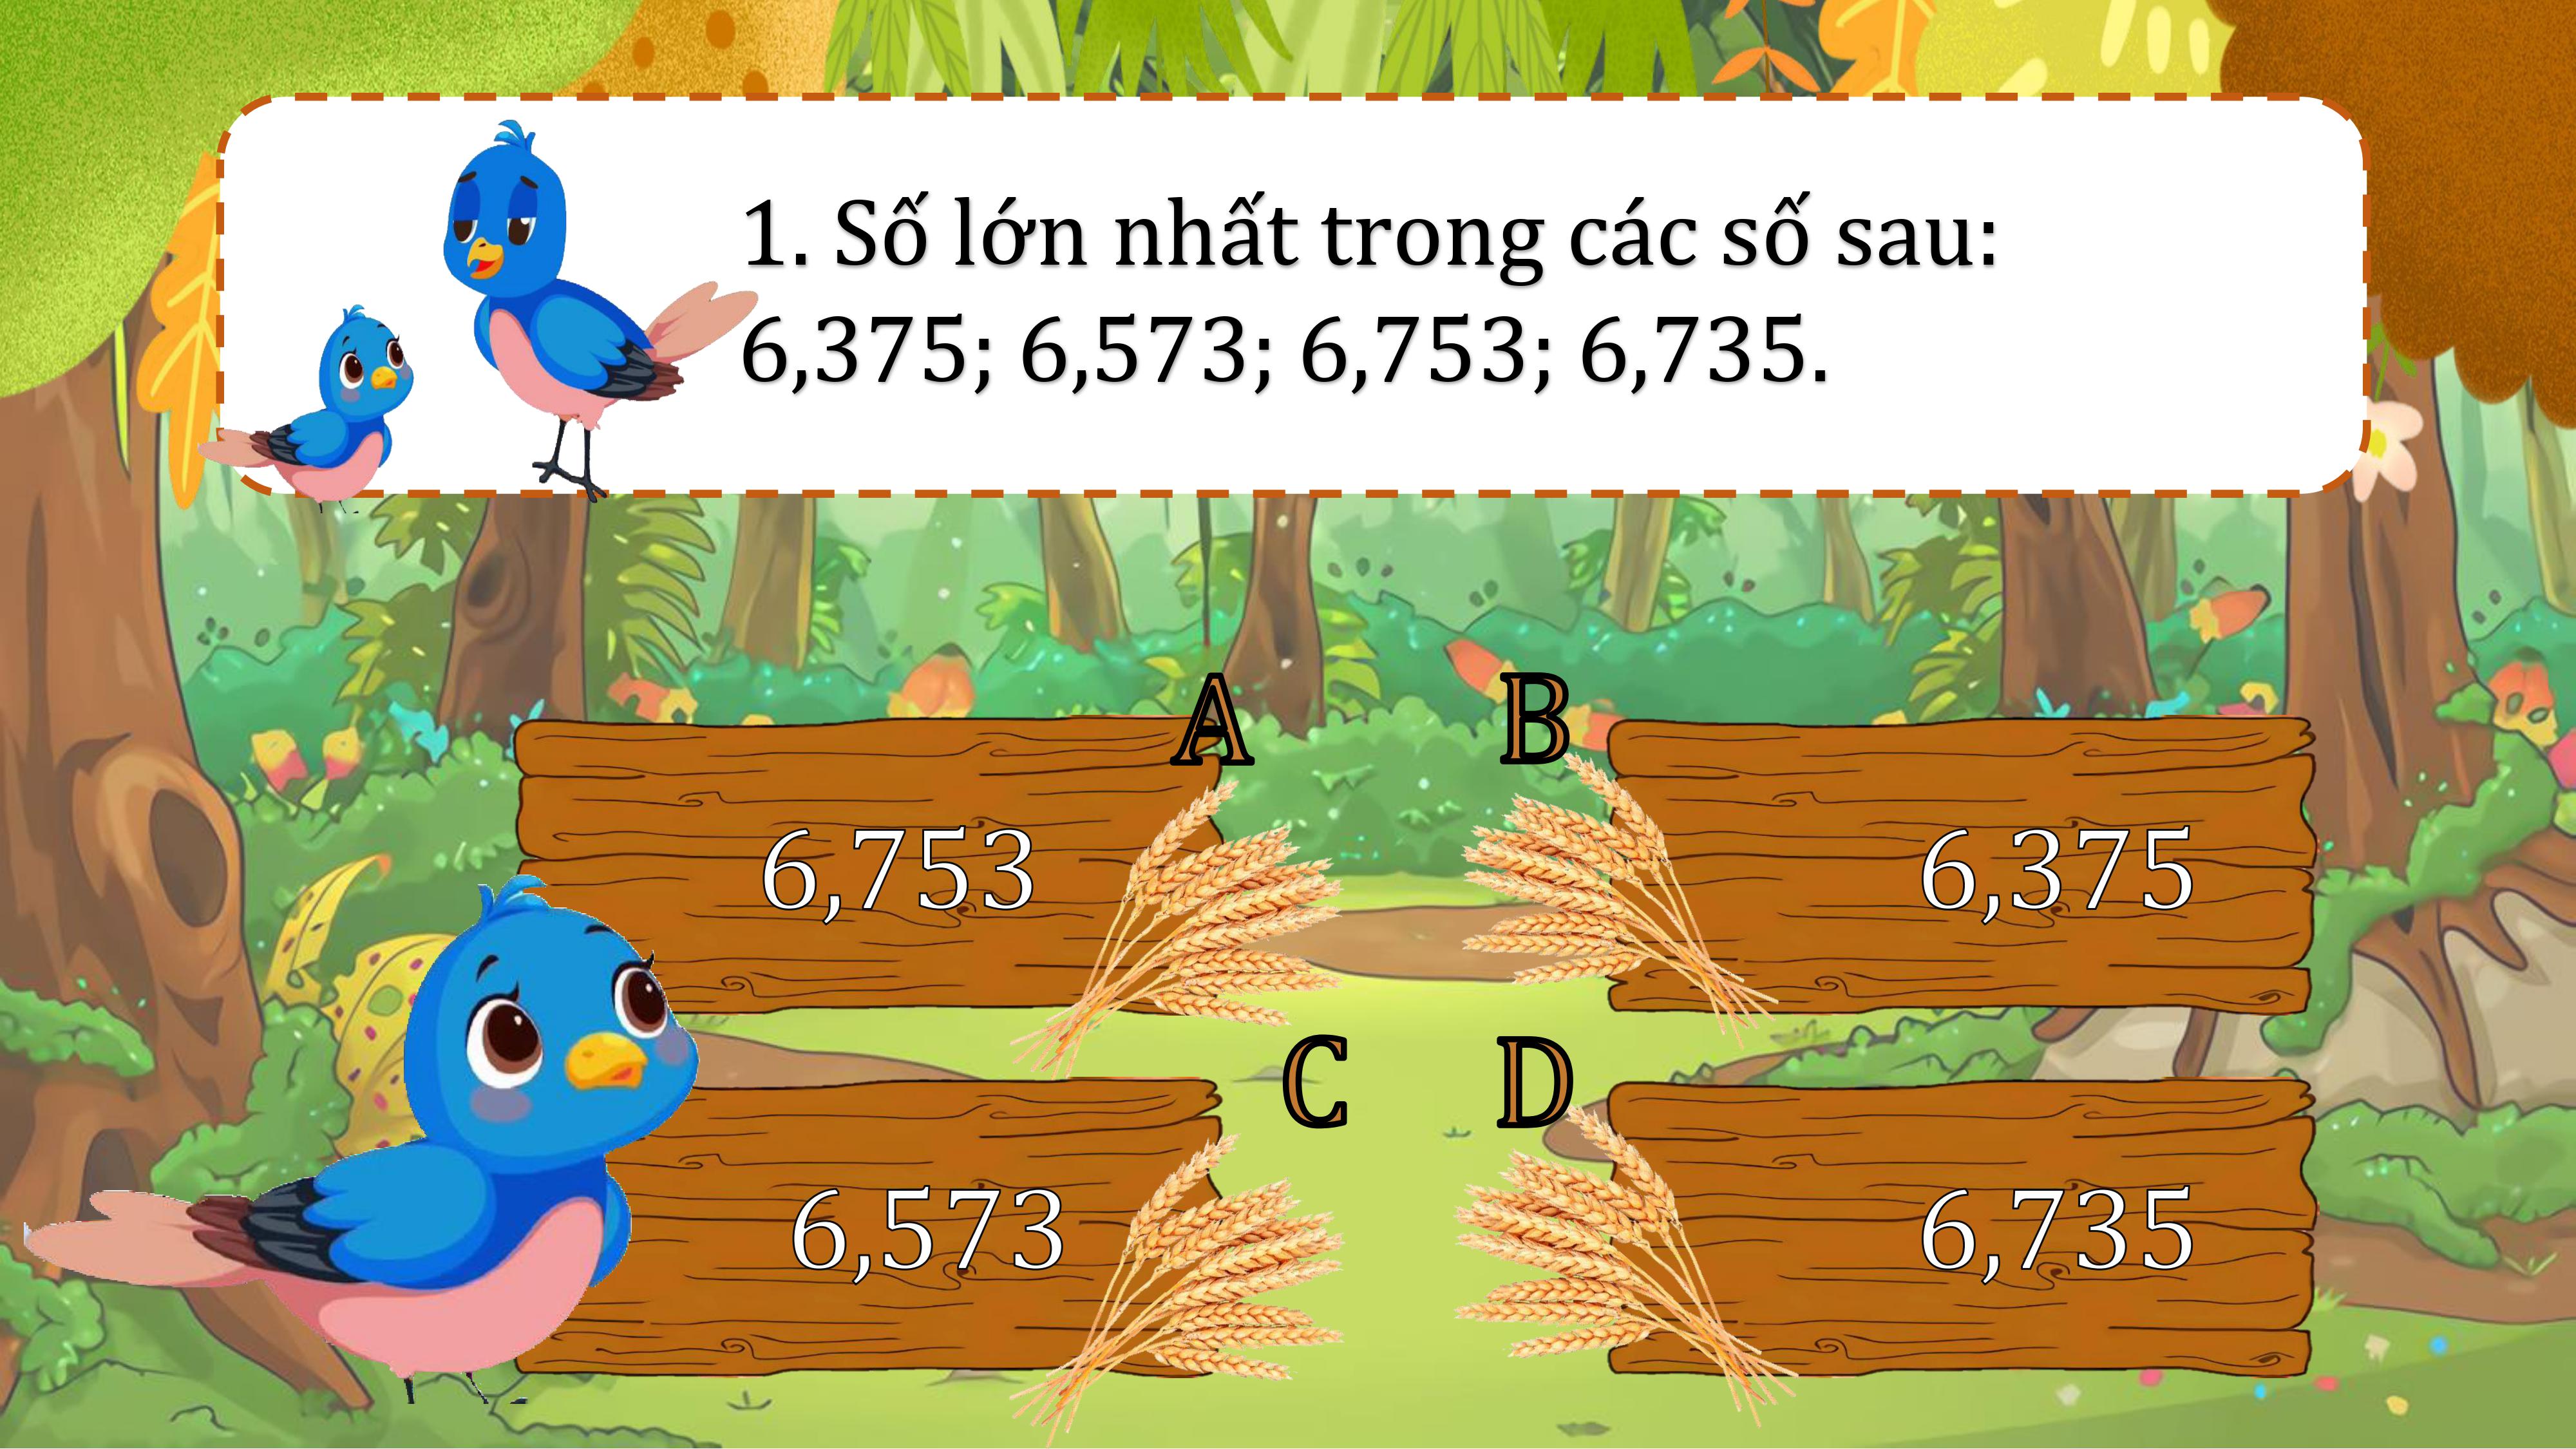 1. Số lớn nhất trong các số sau:
6,375; 6,573; 6,753; 6,735.
A
6,753
B
6,375
C
6,573
D
6,735